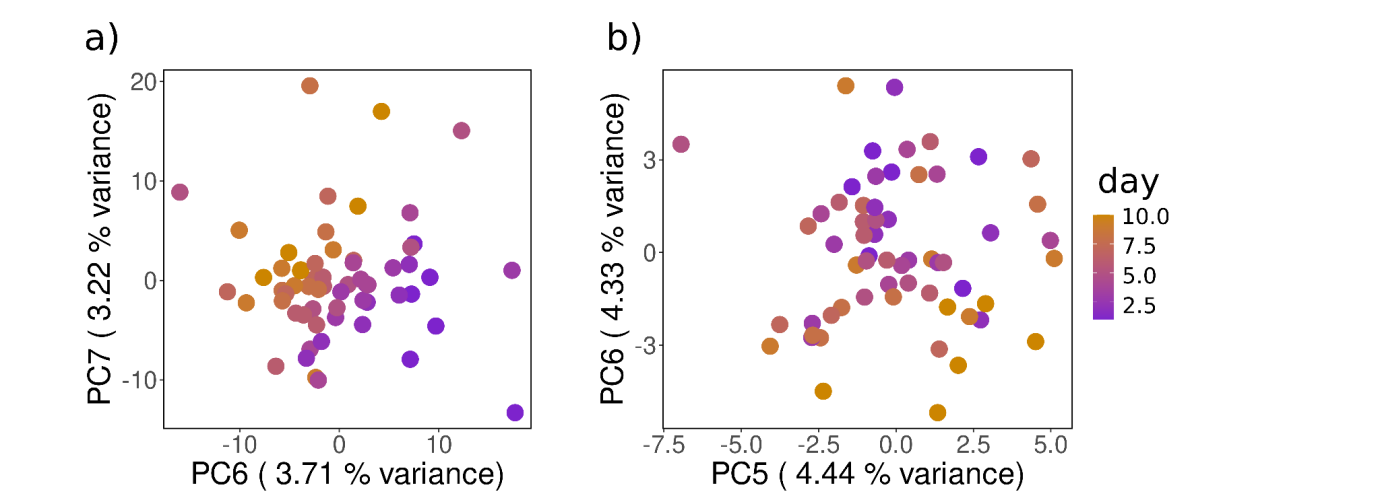 a)
20
10
0
-10
PC7 ( 3.22 % variance)
-10
0
10
PC6 ( 3.71 % variance)
b)
3
0
-3
PC6 ( 4.33 % variance)
-7.5
-5.0
-2.5
0.0
2.5
5.0
PC5 ( 4.44 % variance)
day
10.0
7.5
5.0
2.5